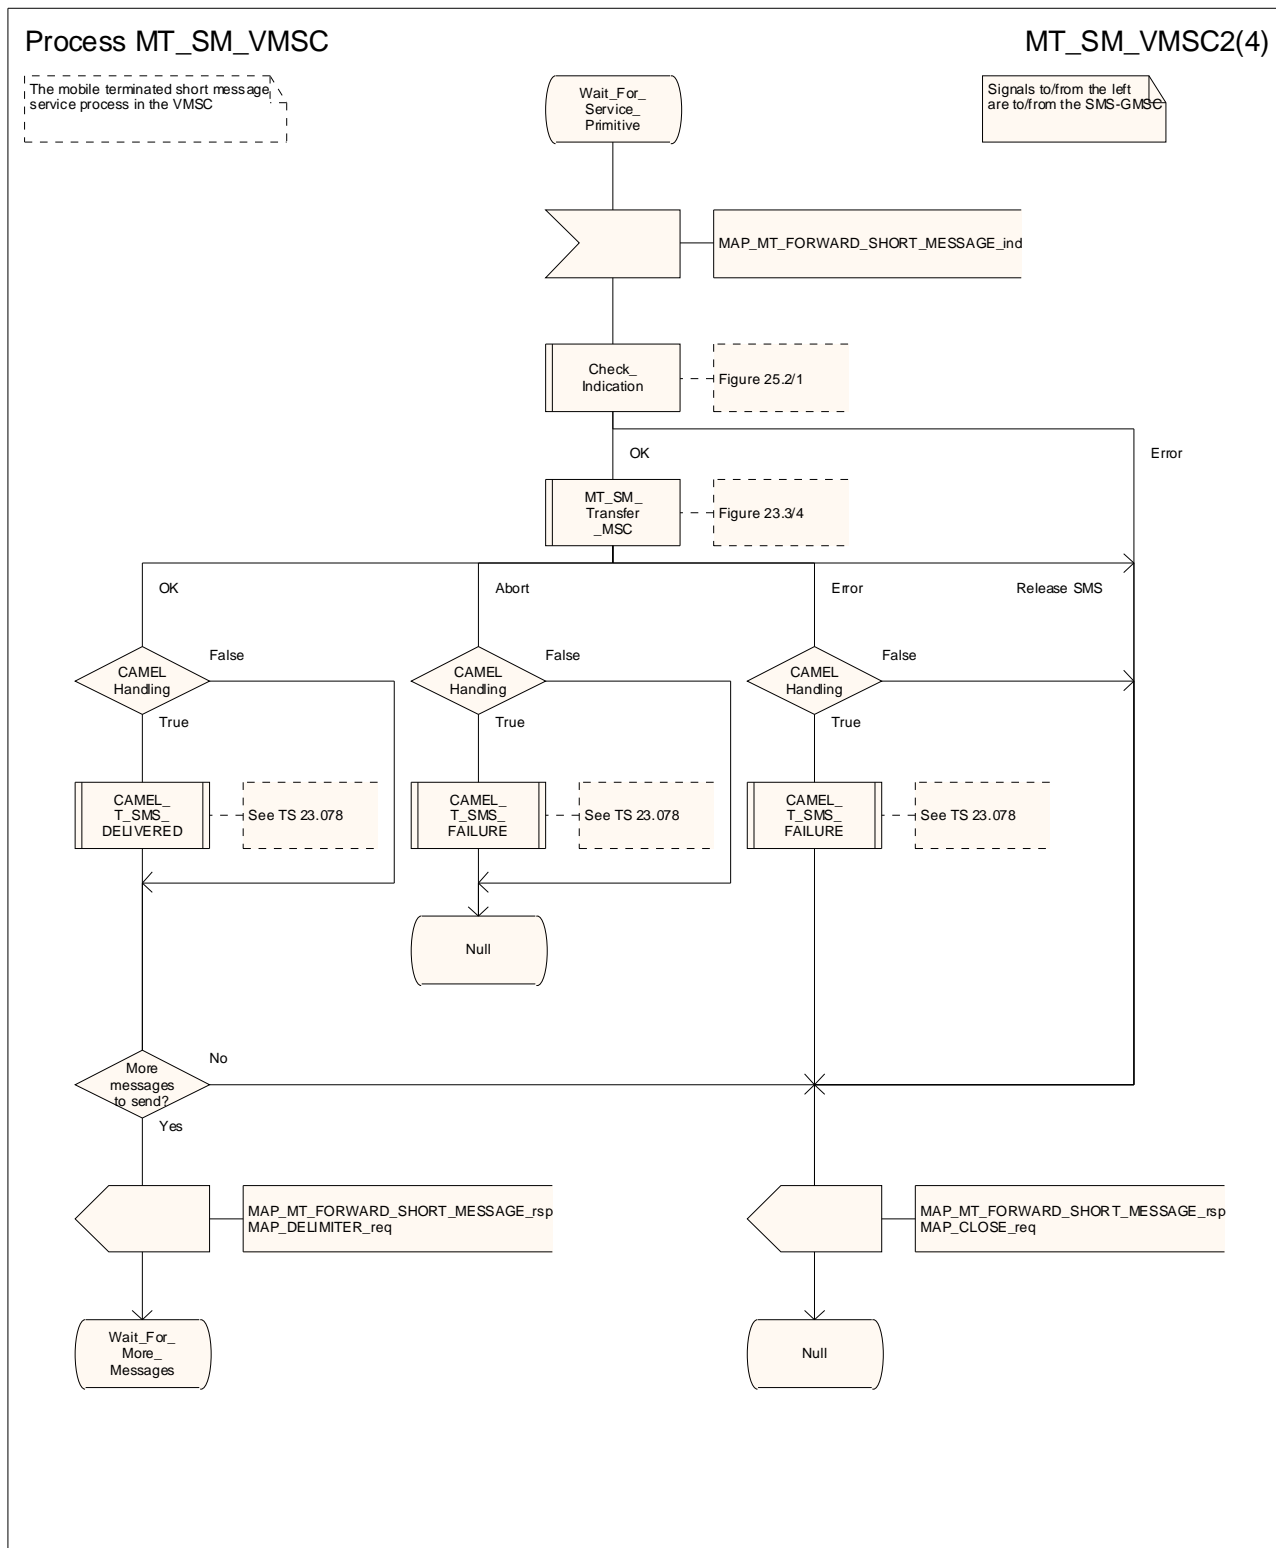 Process MT_SM_VMSC
MT_SM_VMSC2(4)
The mobile terminated short message
service process in the VMSC
Wait_For_
Service_
Primitive
Signals to/from the left
are to/from the SMS-GMSC
MAP_MT_FORWARD_SHORT_MESSAGE_ind
Check_
Indication
Figure 25.2/1
OK
Error
MT_SM_
Transfer
_MSC
Figure 23.3/4
OK
Abort
Error
Release SMS
CAMEL
Handling
False
True
CAMEL
Handling
False
True
CAMEL
Handling
False
True
CAMEL_
T_SMS_
DELIVERED
See TS 23.078
CAMEL_
T_SMS_
FAILURE
See TS 23.078
CAMEL_
T_SMS_
FAILURE
See TS 23.078
Null
More
messages
to send?
No
Yes
MAP_MT_FORWARD_SHORT_MESSAGE_rsp
MAP_DELIMITER_req
MAP_MT_FORWARD_SHORT_MESSAGE_rsp
MAP_CLOSE_req
Wait_For_
More_
Messages
Null